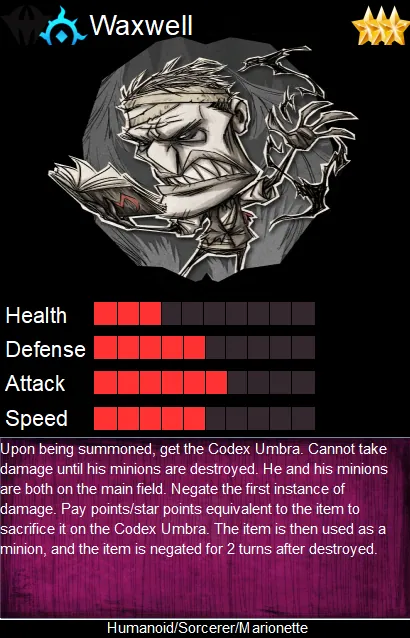 Waxwell
Health
Defense
Attack
Speed
Upon being summoned, get the Codex Umbra. Cannot take
damage until his minions are destroyed. He and his minions
are both on the main field. Negate the first instance of
damage. Pay points/star points equivalent to the item to
sacrifice it on the Codex Umbra. The item is then used as a
minion, and the item is negated for 2 turns after destroyed.
Humanoid/Sorcerer/Marionette